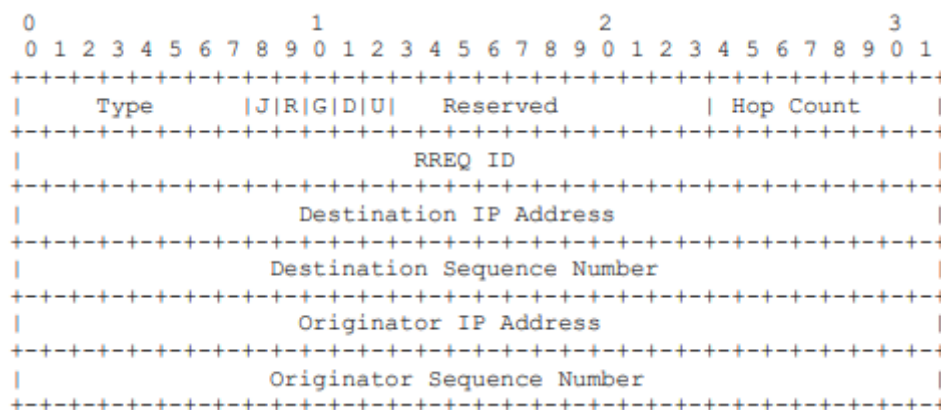 0                   1                   2                   3
0 1 2 3 4 5 6 7 8 9 0 1 2 3 4 5 6 7 8 9 0 1 2 3 4 5 6 7 8 9 0 1
+-+-+-+-+-+-+-+-+-+-+-+-+-+-+-+-+-+-+-+-+-+-+-+-+-+-+-+-+-+-+-+-+
|     Type      |J|R|G|D|U|   Reserved          |   Hop Count   |
+-+-+-+-+-+-+-+-+-+-+-+-+-+-+-+-+-+-+-+-+-+-+-+-+-+-+-+-+-+-+-+-+
|                            RREQ ID                            |
+-+-+-+-+-+-+-+-+-+-+-+-+-+-+-+-+-+-+-+-+-+-+-+-+-+-+-+-+-+-+-+-+
|                    Destination IP Address                     |
+-+-+-+-+-+-+-+-+-+-+-+-+-+-+-+-+-+-+-+-+-+-+-+-+-+-+-+-+-+-+-+-+
|                  Destination Sequence Number                  |
+-+-+-+-+-+-+-+-+-+-+-+-+-+-+-+-+-+-+-+-+-+-+-+-+-+-+-+-+-+-+-+-+
|                    Originator IP Address                      |
+-+-+-+-+-+-+-+-+-+-+-+-+-+-+-+-+-+-+-+-+-+-+-+-+-+-+-+-+-+-+-+-+
|                  Originator Sequence Number                   |
+-+-+-+-+-+-+-+-+-+-+-+-+-+-+-+-+-+-+-+-+-+-+-+-+-+-+-+-+-+-+-+-+